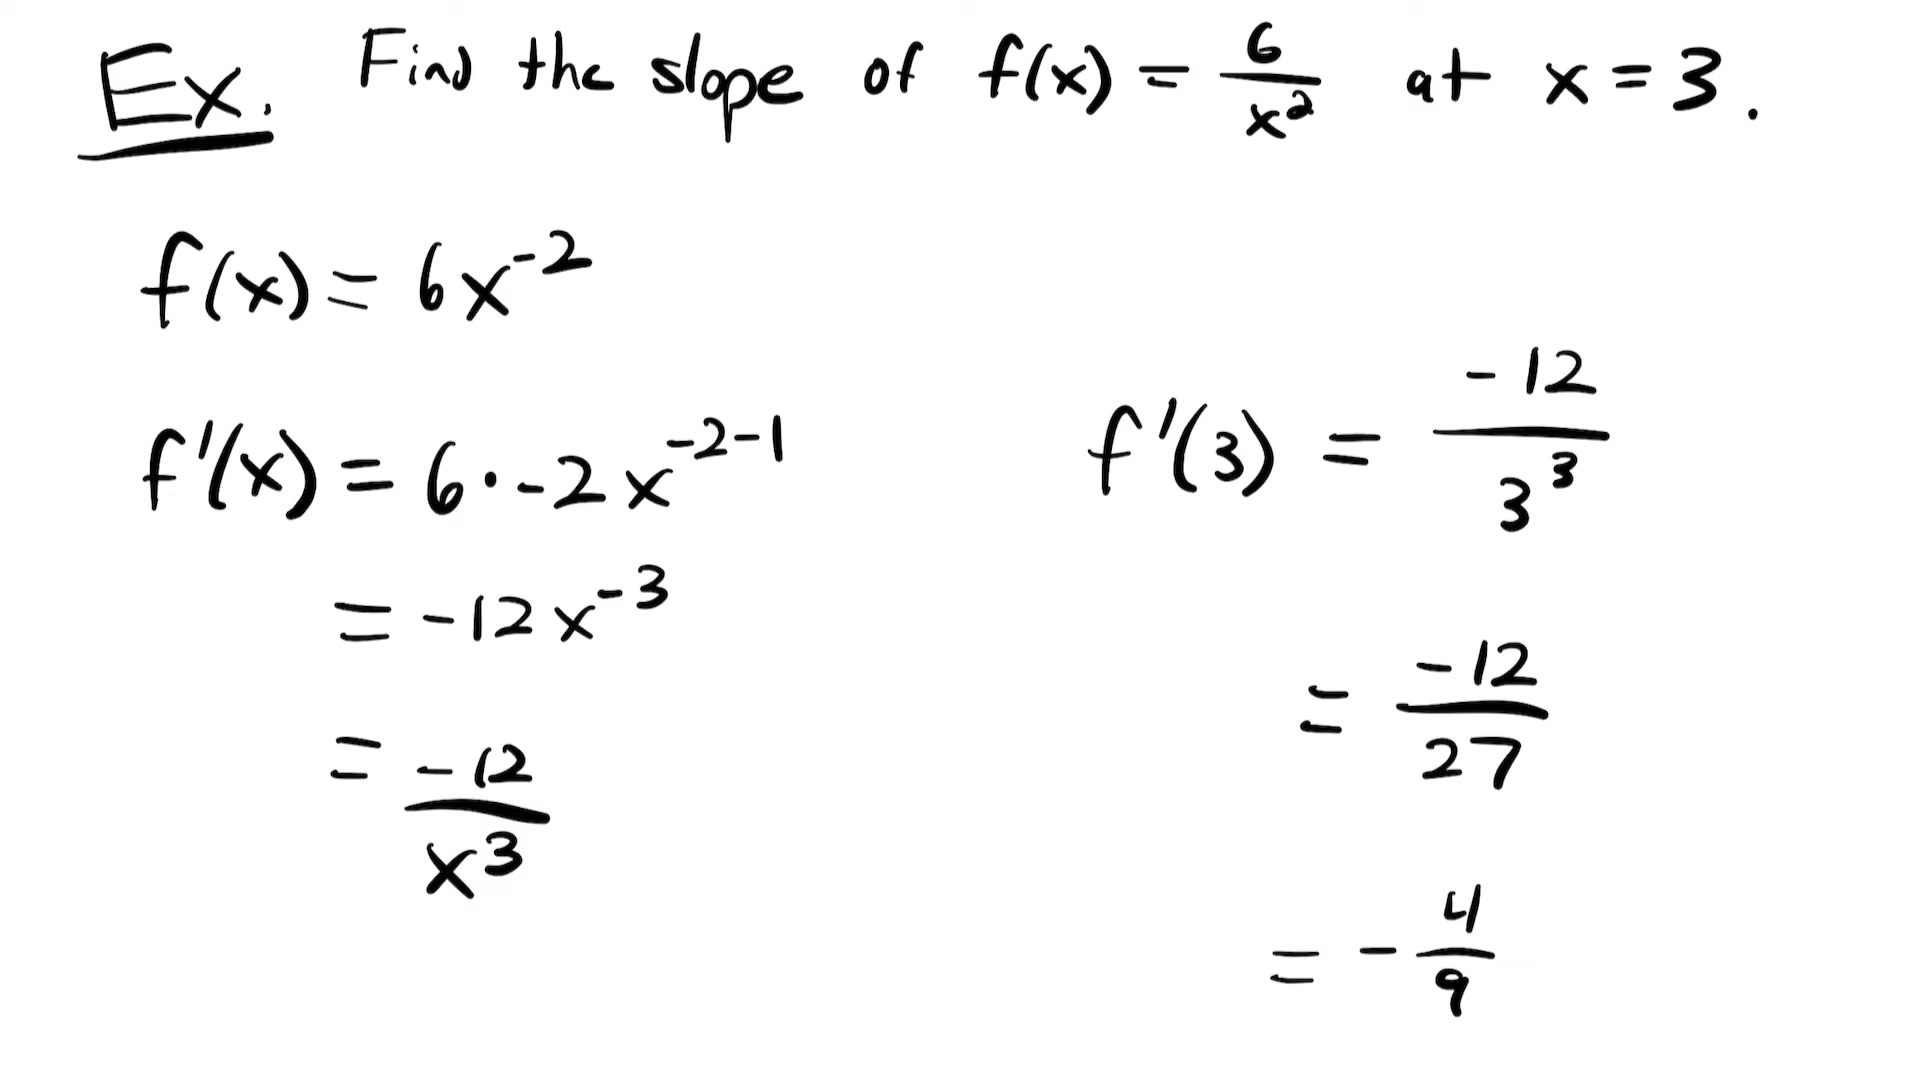 Ex. Find the slope of f(x) = 6/x² at x = 3.
f(x) = 6x⁻²
f'(x) = 6 · -2x⁻²⁻¹
= -12x⁻³
= -12/x³
f'(3) = -12/3³
= -12/27
= - 4/9